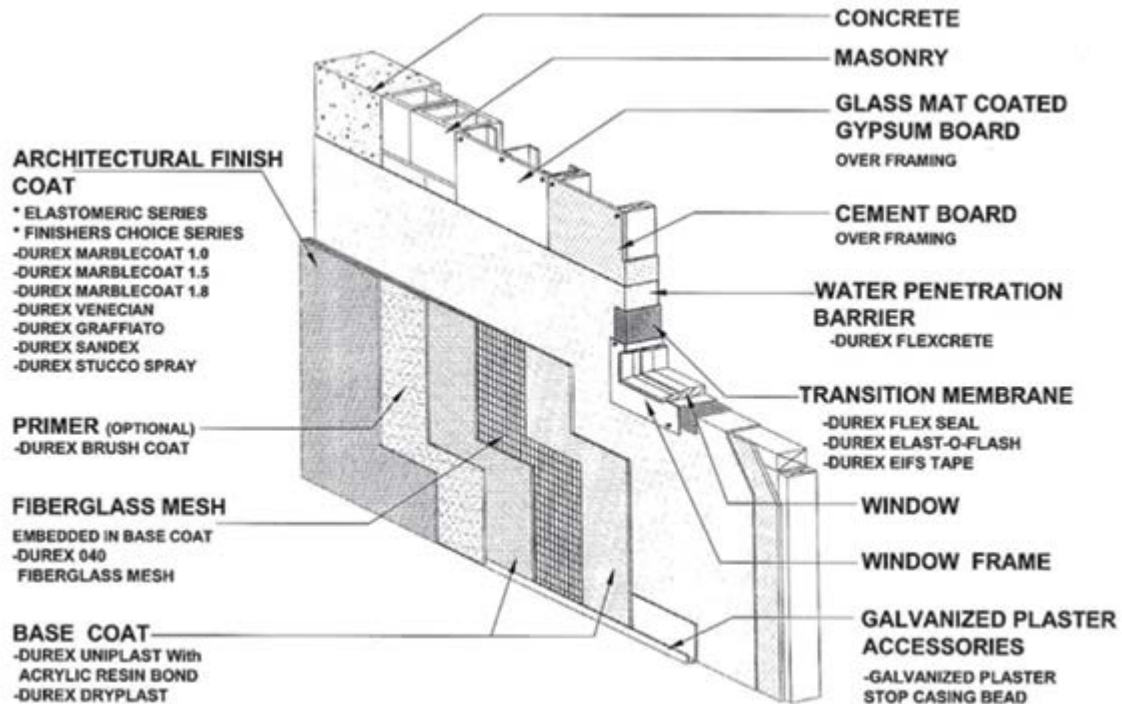 CONCRETE
MASONRY
GLASS MAT COATED
GYPSUM BOARD
OVER FRAMING
CEMENT BOARD
OVER FRAMING
WATER PENETRATION
BARRIER
-DUREX FLEXCRETE
TRANSITION MEMBRANE
-DUREX FLEX SEAL
-DUREX ELAST-O-FLASH
-DUREX EIFS TAPE
WINDOW
WINDOW FRAME
GALVANIZED PLASTER
ACCESSORIES
-GALVANIZED PLASTER
STOP CASING BEAD
ARCHITECTURAL FINISH
COAT
* ELASTOMERIC SERIES
* FINISHERS CHOICE SERIES
-DUREX MARBLECOAT 1.0
-DUREX MARBLECOAT 1.5
-DUREX MARBLECOAT 1.8
-DUREX VENECIAN
-DUREX GRAFFIATO
-DUREX SANDEX
-DUREX STUCCO SPRAY
PRIMER (OPTIONAL)
-DUREX BRUSH COAT
FIBERGLASS MESH
EMBEDDED IN BASE COAT
-DUREX 040
FIBERGLASS MESH
BASE COAT
-DUREX UNIPLAST With
ACRYLIC RESIN BOND
-DUREX DRYPLAST